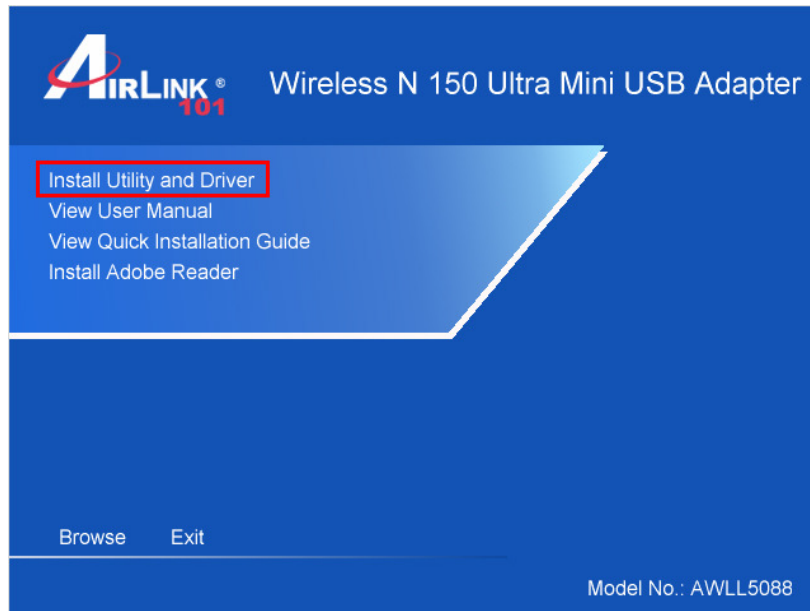 AIRLINK ®
101
Wireless N 150 Ultra Mini USB Adapter
Install Utility and Driver
View User Manual
View Quick Installation Guide
Install Adobe Reader
Browse Exit
Model No.: AWLL5088